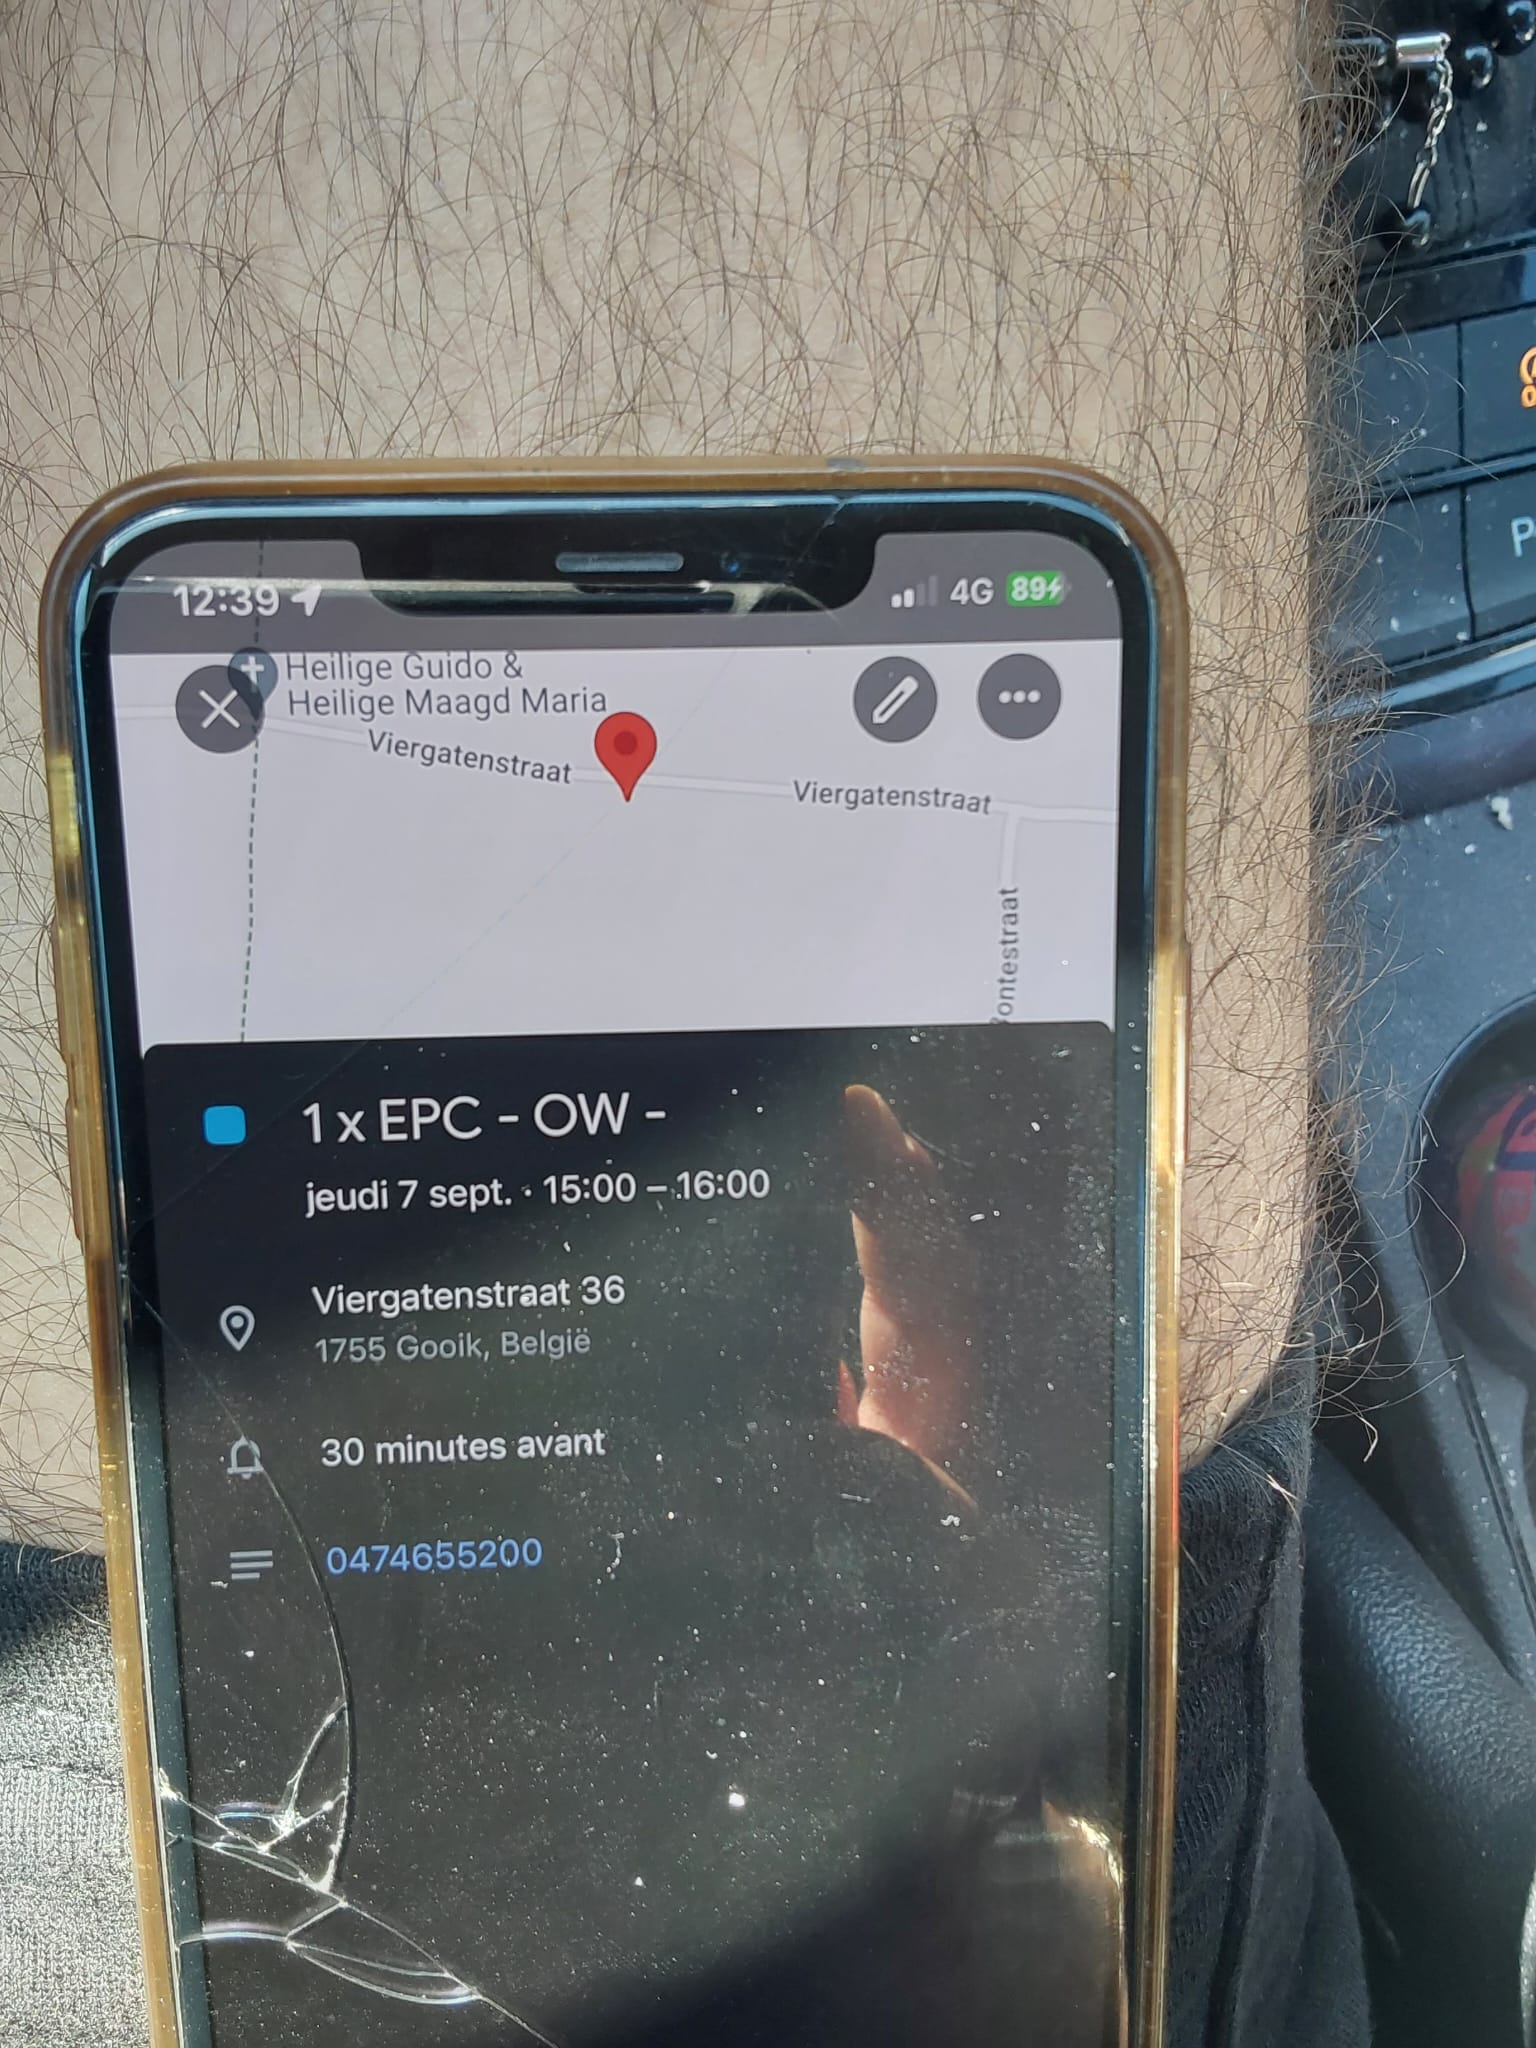 12:39
4G 89
Heilige Guido &
Heilige Maagd Maria
Viergatenstraat
Viergatenstraat
1 x EPC - OW -
jeudi 7 sept. · 15:00 – 16:00
Viergatenstraat 36
1755 Gooik, België
30 minutes avant
0474655200